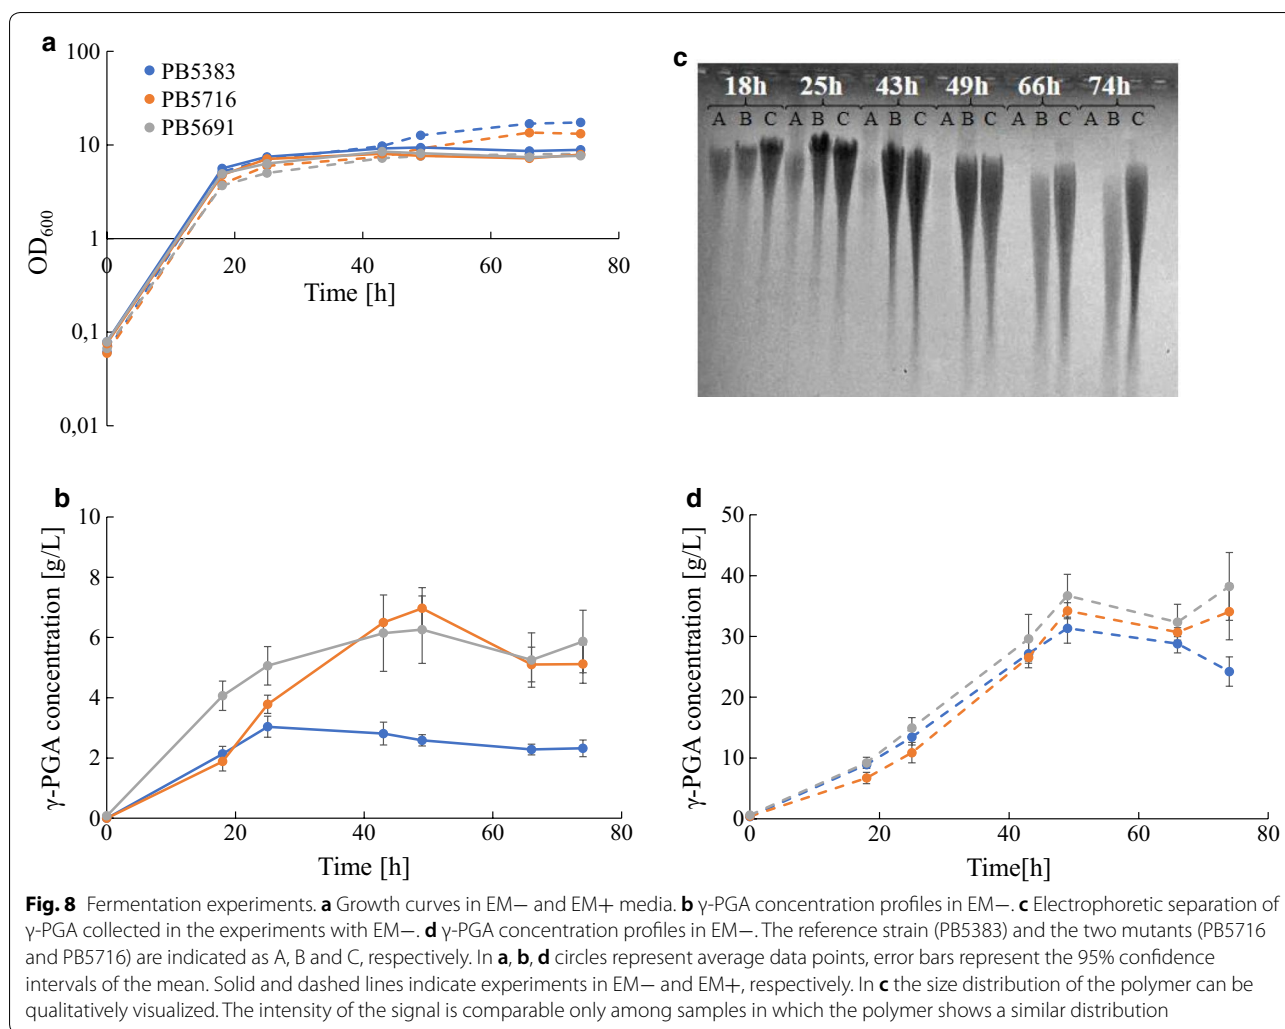 a
100
10
1
0,1
0,01
OD600
PB5383
PB5716
PB5691
0 20 40 60 80
Time [h]
c
18h 25h 43h 49h 66h 74h
A B C A B C A B C A B C A B C A B C
b
10
8
6
4
2
0
γ-PGA concentration [g/L]
0 20 40 60 80
Time [h]
d
50
40
30
20
10
0
γ-PGA concentration [g/L]
0 20 40 60 80
Time[h]
Fig. 8 Fermentation experiments. a Growth curves in EM− and EM+ media. b γ-PGA concentration profiles in EM−. c Electrophoretic separation of
γ-PGA collected in the experiments with EM−. d γ-PGA concentration profiles in EM−. The reference strain (PB5383) and the two mutants (PB5716
and PB5716) are indicated as A, B and C, respectively. In a, b, d circles represent average data points, error bars represent the 95% confidence
intervals of the mean. Solid and dashed lines indicate experiments in EM− and EM+, respectively. In c the size distribution of the polymer can be
qualitatively visualized. The intensity of the signal is comparable only among samples in which the polymer shows a similar distribution